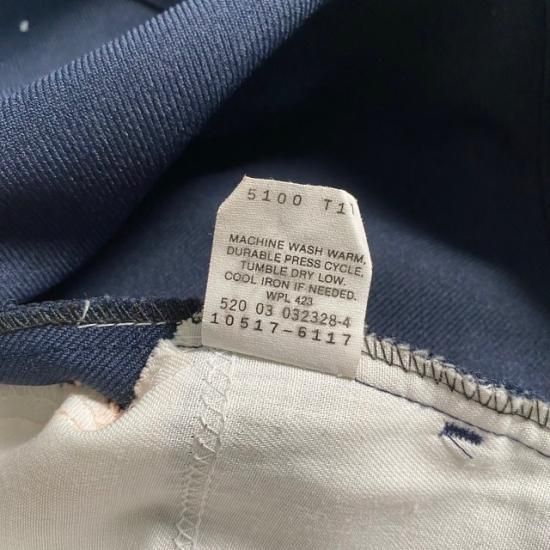 5100 T11
MACHINE WASH WARM,
DURABLE PRESS CYCLE,
TUMBLE DRY LOW.
COOL IRON IF NEEDED.
WPL 423
520 03 032328-4
10517-6117